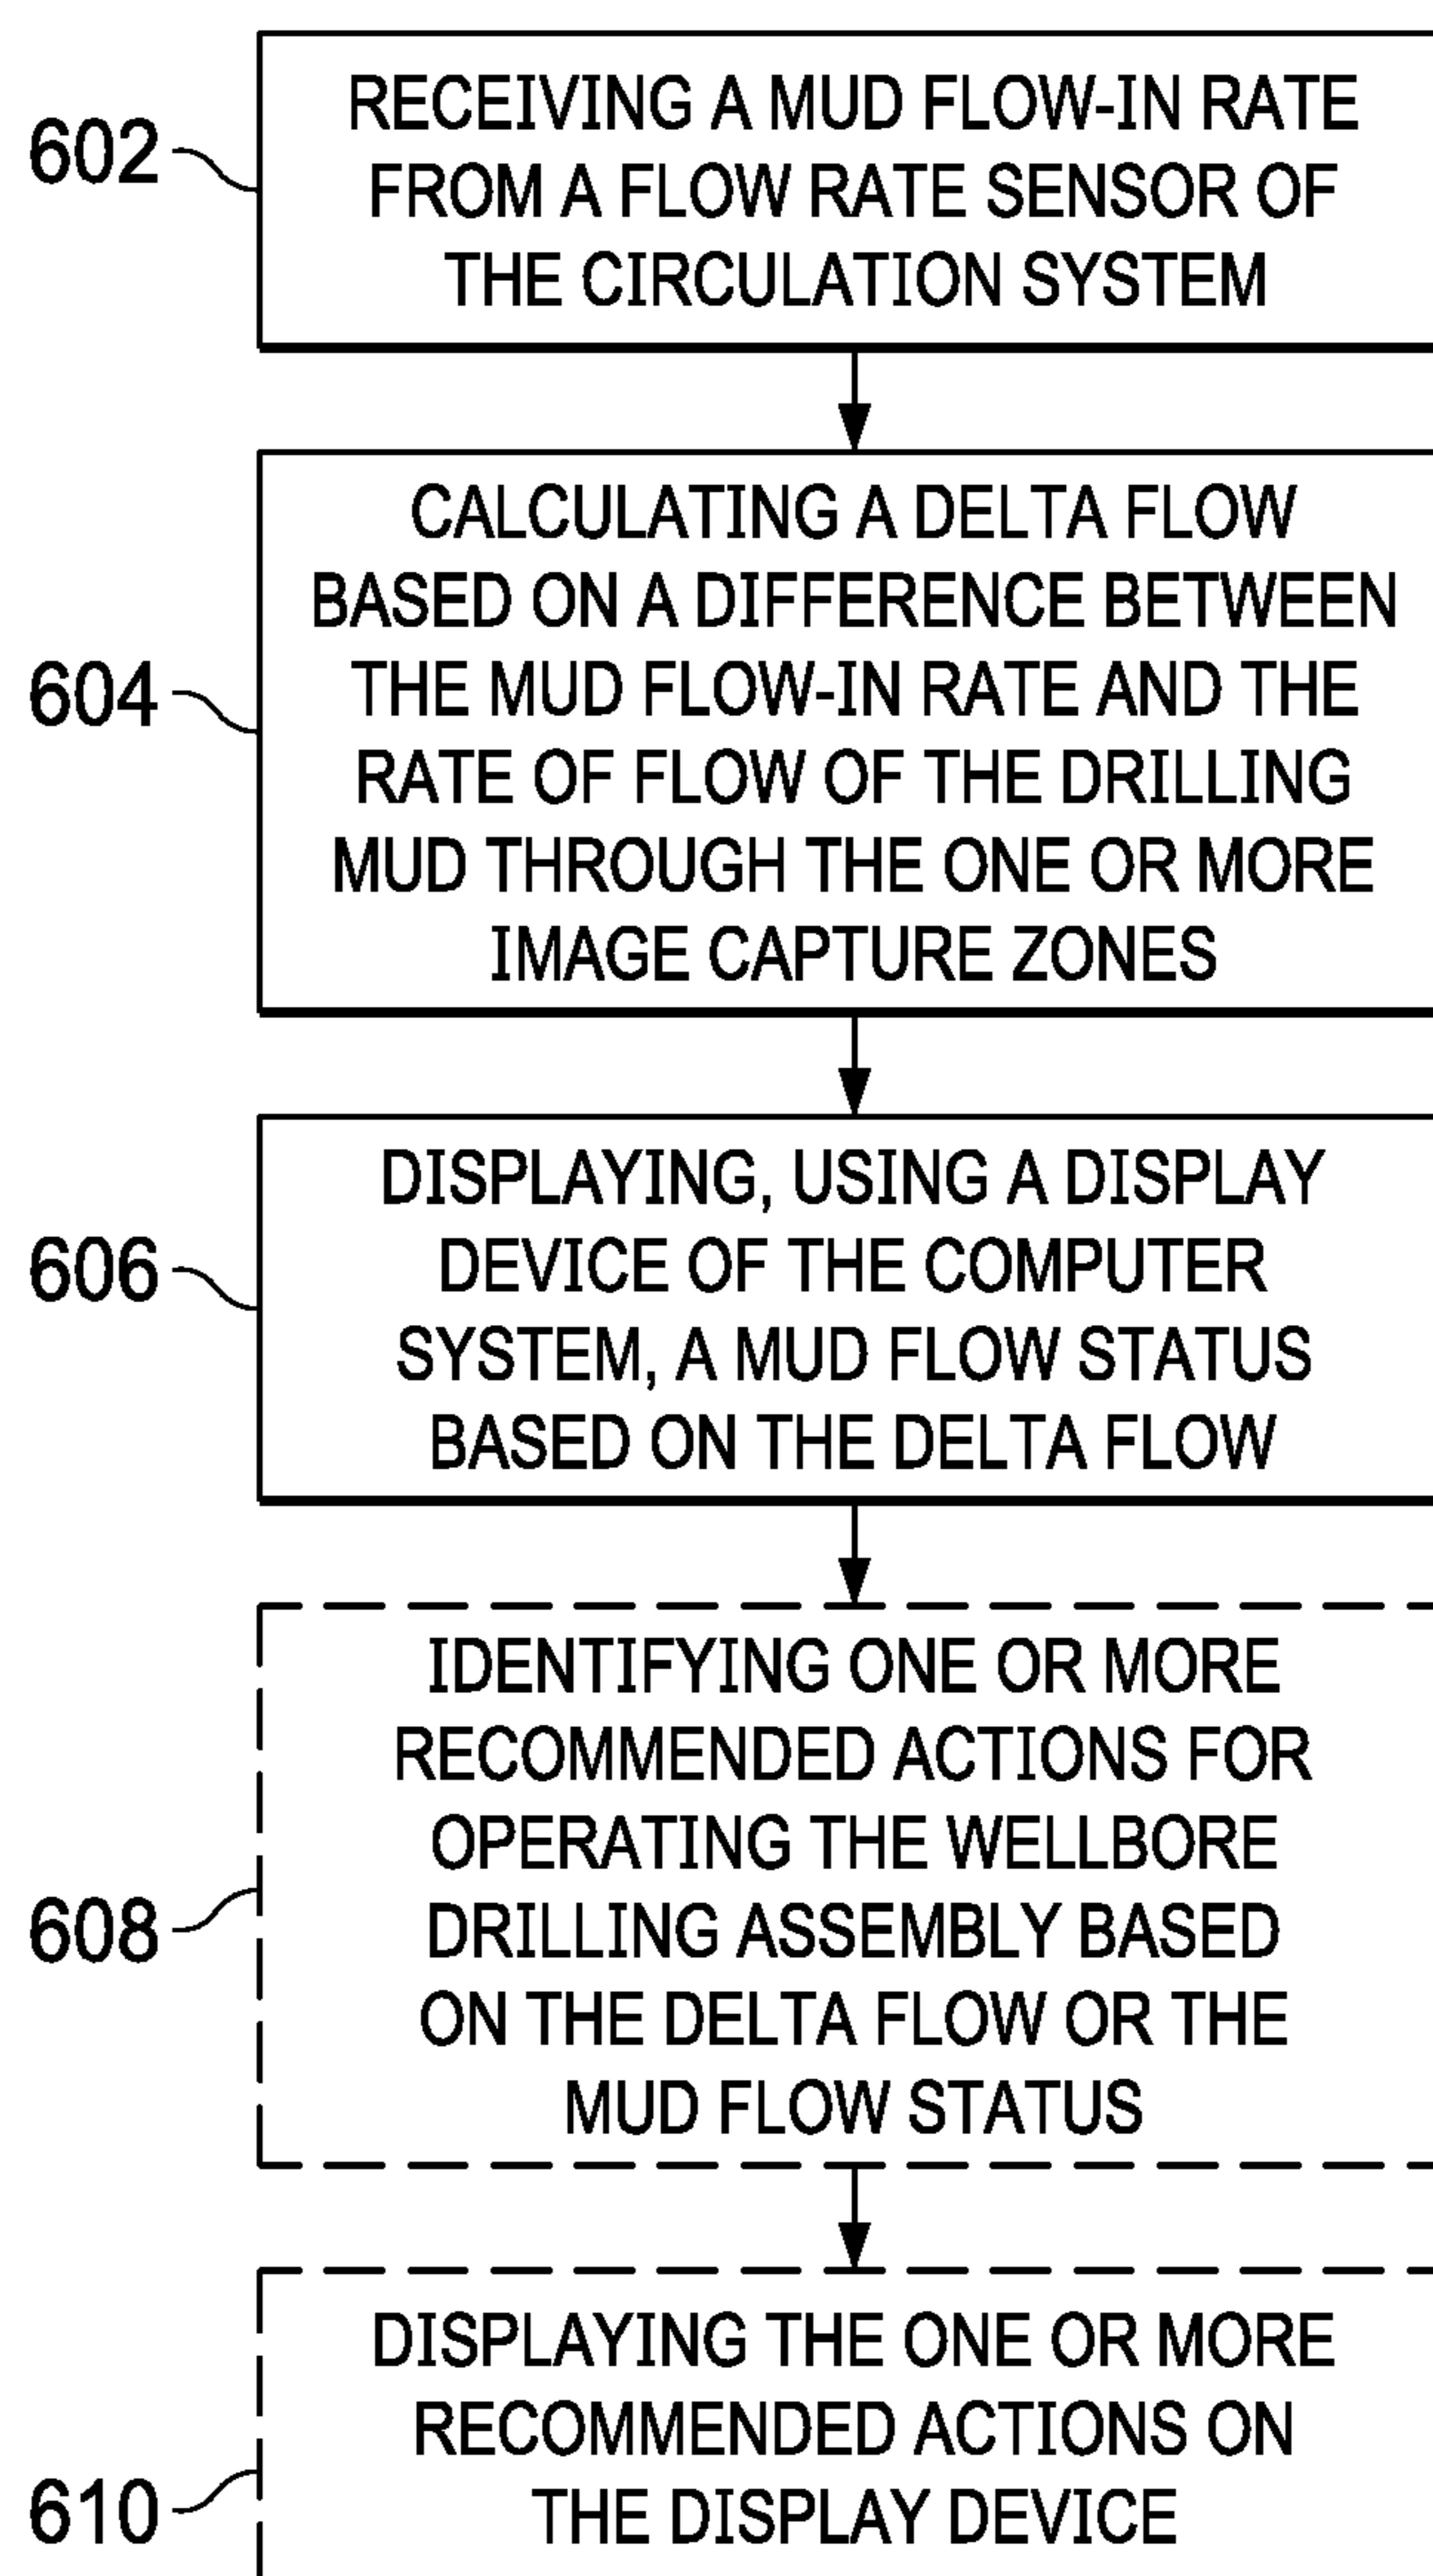 602
RECEIVING A MUD FLOW-IN RATE
FROM A FLOW RATE SENSOR OF
THE CIRCULATION SYSTEM
604
CALCULATING A DELTA FLOW
BASED ON A DIFFERENCE BETWEEN
THE MUD FLOW-IN RATE AND THE
RATE OF FLOW OF THE DRILLING
MUD THROUGH THE ONE OR MORE
IMAGE CAPTURE ZONES
606
DISPLAYING, USING A DISPLAY
DEVICE OF THE COMPUTER
SYSTEM, A MUD FLOW STATUS
BASED ON THE DELTA FLOW
608
IDENTIFYING ONE OR MORE
RECOMMENDED ACTIONS FOR
OPERATING THE WELLBORE
DRILLING ASSEMBLY BASED
ON THE DELTA FLOW OR THE
MUD FLOW STATUS
610
DISPLAYING THE ONE OR MORE
RECOMMENDED ACTIONS ON
THE DISPLAY DEVICE